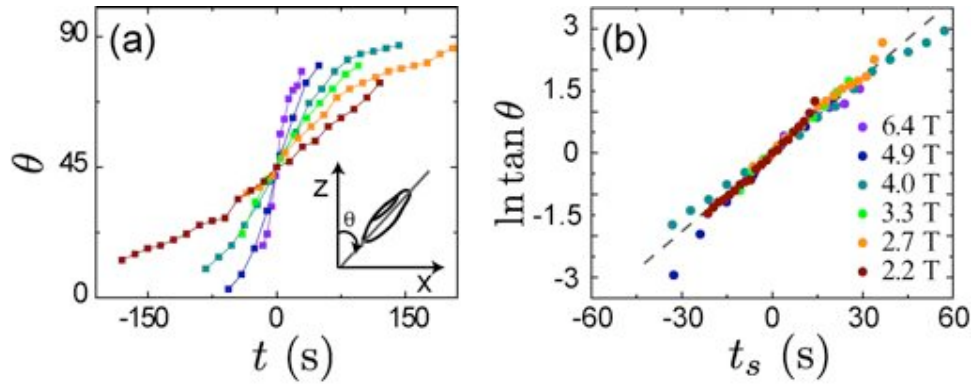 (a)
90
45
0
θ
-150
0
150
t (s)
Z
θ
X
(b)
3
1.5
0
-1.5
-3
ln tan θ
-60
-30
0
30
60
t_s (s)
6.4 T
4.9 T
4.0 T
3.3 T
2.7 T
2.2 T